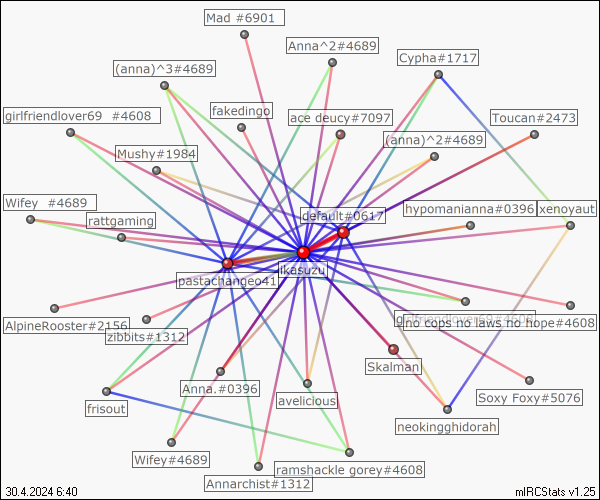 Mad #6901
Anna^2#4689
Cypha#1717
(anna)^3#4689
girlfriendlover69 #4608
fakedingo
ace deucy#7097
Toucan#2473
(anna)^2#4689
Mushy#1984
Wifey #4689
rattgaming
default#0617
hypomanianna#0396
xenoyaut
ikasuzu
pastachangeo41
AlpineRooster#2156
zibbits#1312
girlfriendlover69#4608
no cops no laws no hope#4608
Skalman
Anna.#0396
avelicious
Soxy Foxy#5076
frisout
neokingghidorah
Wifey#4689
ramshackle gorey#4608
Annarchist#1312
30.4.2024 6:40
mIRCStats v1.25